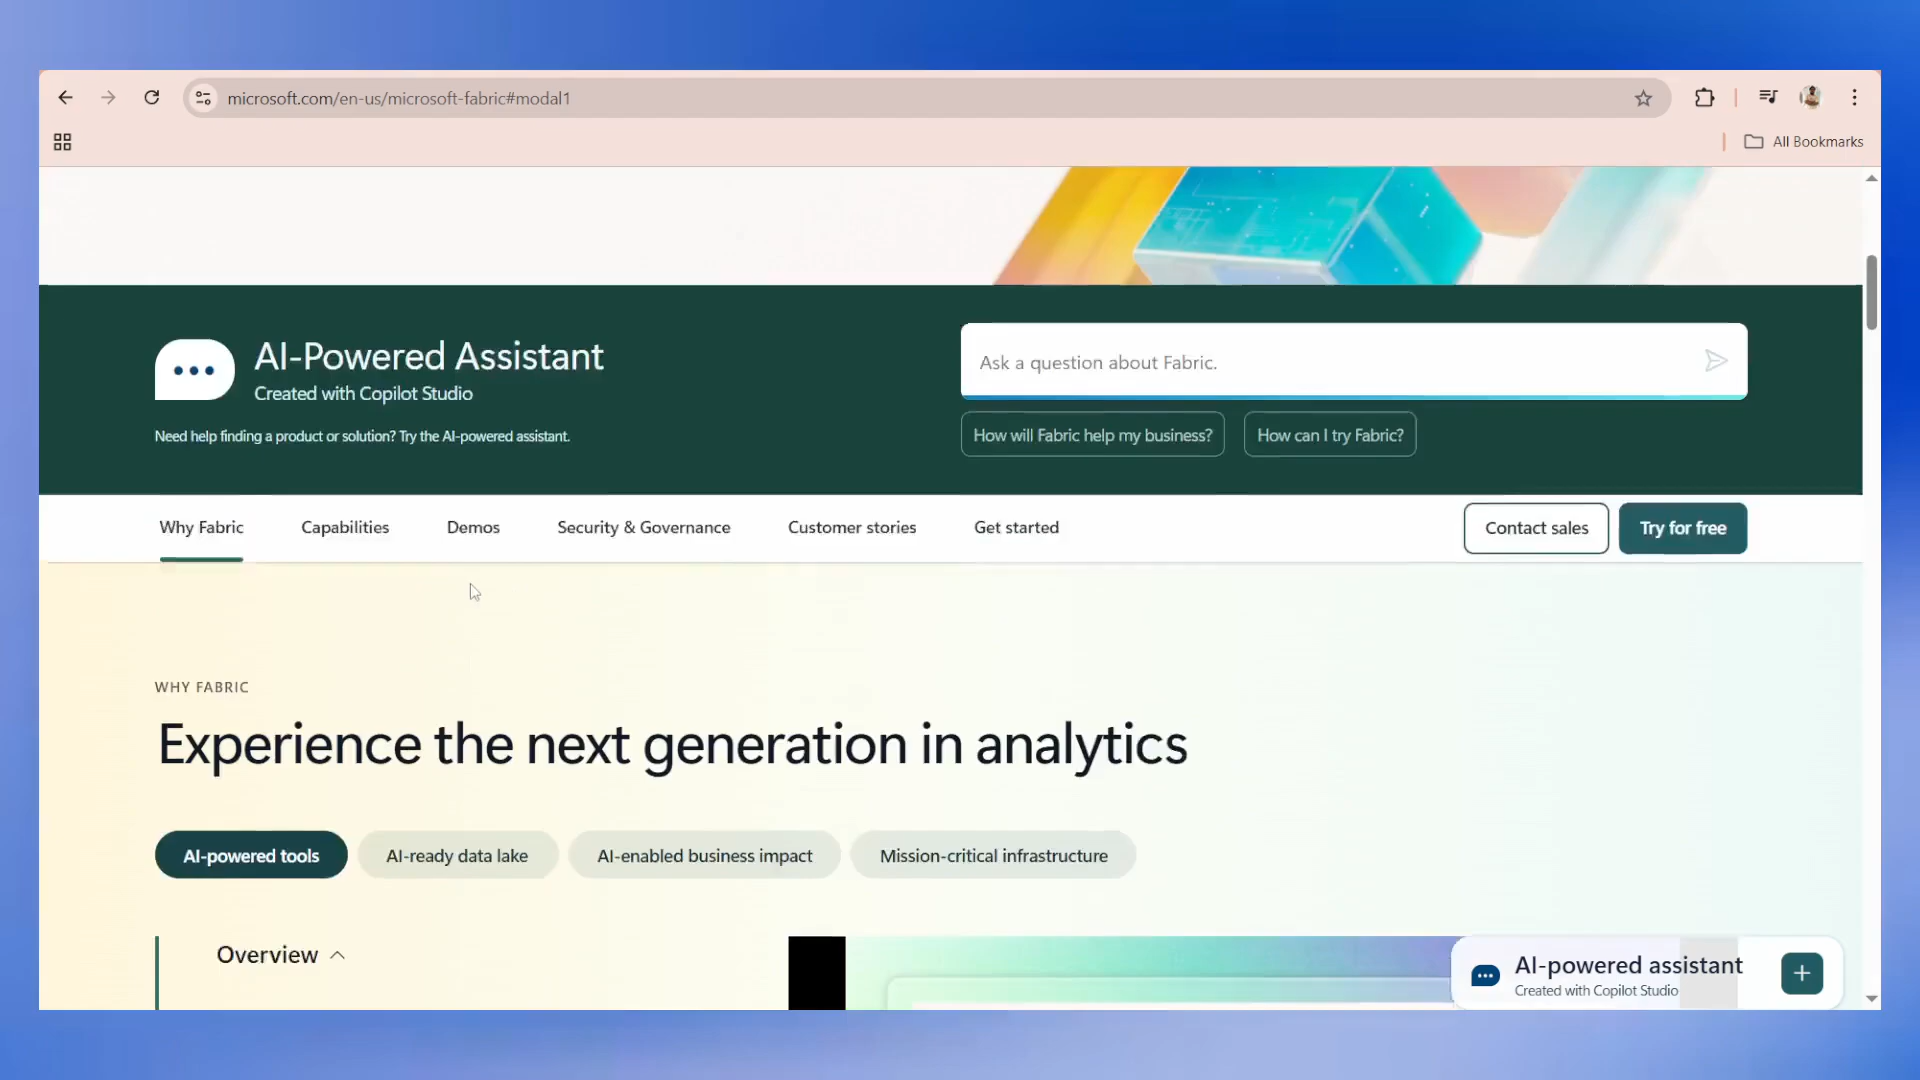 microsoft.com/en-us/microsoft-fabric#modal1
All Bookmarks
AI-Powered Assistant
Created with Copilot Studio
Need help finding a product or solution? Try the AI-powered assistant.
Ask a question about Fabric.
How will Fabric help my business?
How can I try Fabric?
Why Fabric
Capabilities
Demos
Security & Governance
Customer stories
Get started
Contact sales
Try for free
WHY FABRIC
Experience the next generation in analytics
AI-powered tools
AI-ready data lake
AI-enabled business impact
Mission-critical infrastructure
Overview
AI-powered assistant
Created with Copilot Studio